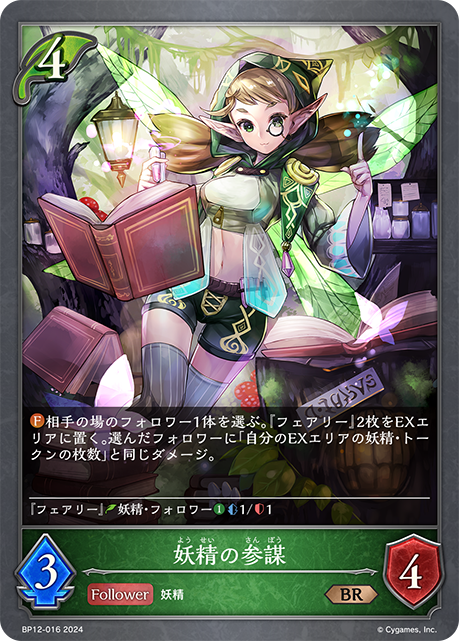 4
F 相手の場のフォロワー1体を選ぶ。『フェアリー』2枚をEXエ
リアに置く。選んだフォロワーに「自分のEXエリアの妖精・トー
クンの枚数」と同じダメージ。
『フェアリー』妖精・フォロワー 1 1/1
ようせい さんぼう
妖精の参謀
3
Follower 妖精
BR
4
BP12-016 2024
© Cygames, Inc.